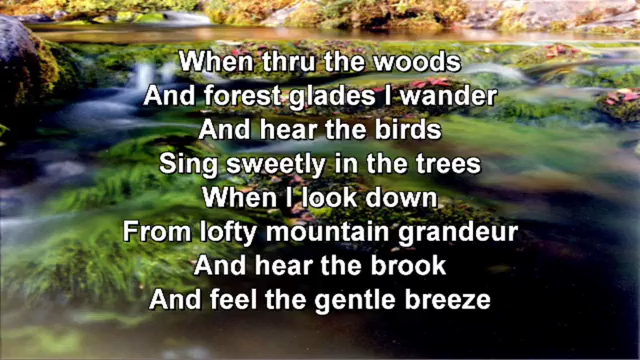 When thru the woods
And forest glades I wander
And hear the birds
Sing sweetly in the trees
When I look down
From lofty mountain grandeur
And hear the brook
And feel the gentle breeze